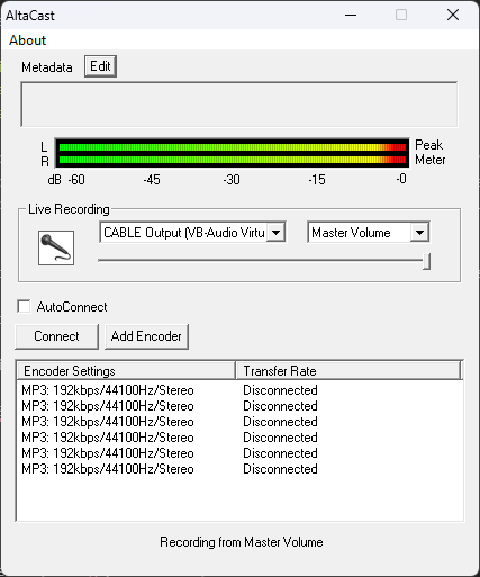 AltaCast
About
Metadata Edit
L
R
Peak
Meter
dB -60 -45 -30 -15 -0
Live Recording
CABLE Output (VB-Audio Virtu Master Volume
AutoConnect
Connect Add Encoder
Encoder Settings Transfer Rate
MP3: 192kbps/44100Hz/Stereo Disconnected
MP3: 192kbps/44100Hz/Stereo Disconnected
MP3: 192kbps/44100Hz/Stereo Disconnected
MP3: 192kbps/44100Hz/Stereo Disconnected
MP3: 192kbps/44100Hz/Stereo Disconnected
MP3: 192kbps/44100Hz/Stereo Disconnected
Recording from Master Volume